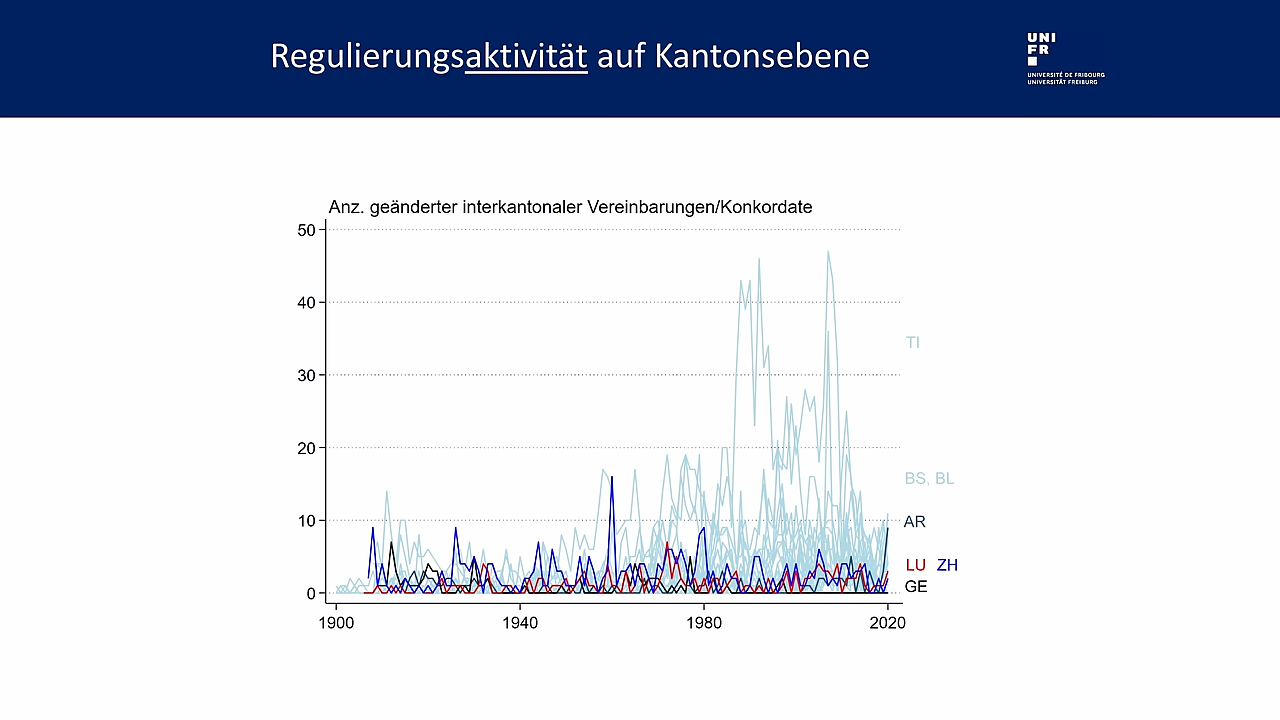 Regulierungsaktivität auf Kantonsebene
UNI
FR
UNIVERSITÉ DE FRIBOURG
UNIVERSITÄT FREIBURG
Anz. geänderter interkantonaler Vereinbarungen/Konkordate
50
40
30
20
10
0
TI
BS, BL
AR
LU ZH
GE
1900 1940 1980 2020